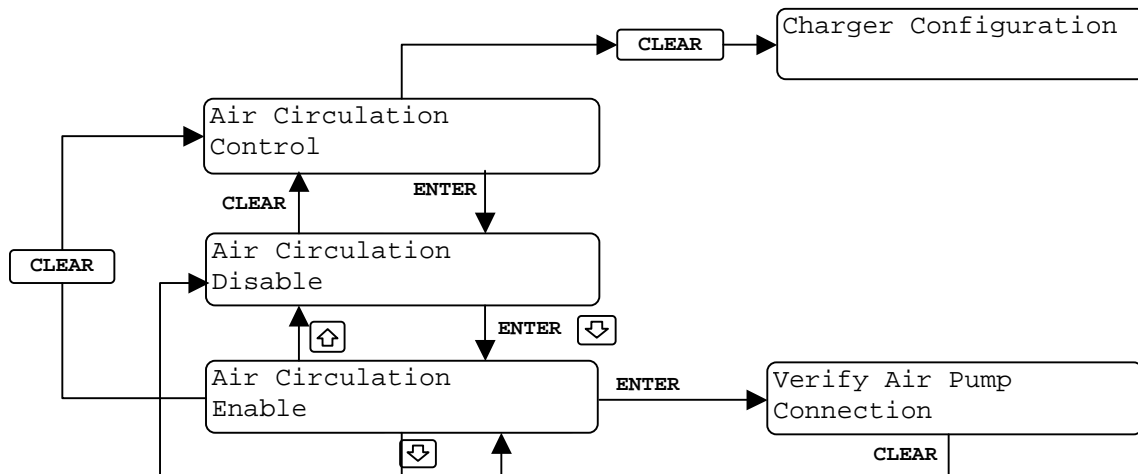 Charger Configuration
CLEAR
Air Circulation
Control
CLEAR
ENTER
Air Circulation
Disable
CLEAR
ENTER
Air Circulation
Enable
ENTER
Verify Air Pump
Connection
CLEAR